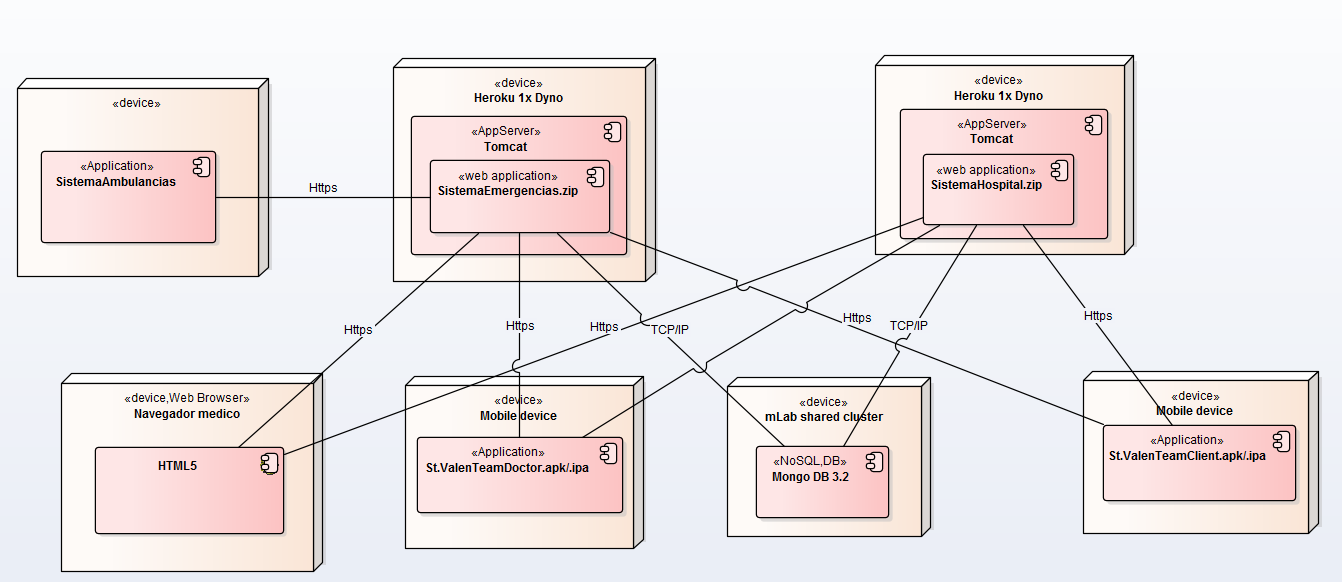 «device»
«Application»
SistemaAmbulancias
Https
«device»
Heroku 1x Dyno
«AppServer»
Tomcat
«web application»
SistemaEmergencias.zip
«device»
Heroku 1x Dyno
«AppServer»
Tomcat
«web application»
SistemaHospital.zip
Https
Https
Https
TCP/IP
Https
TCP/IP
Https
«device,Web Browser»
Navegador medico
HTML5
«device»
Mobile device
«Application»
St.ValenTeamDoctor.apk/.ipa
«device»
mLab shared cluster
«NoSQL,DB»
Mongo DB 3.2
«device»
Mobile device
«Application»
St.ValenTeamClient.apk/.ipa